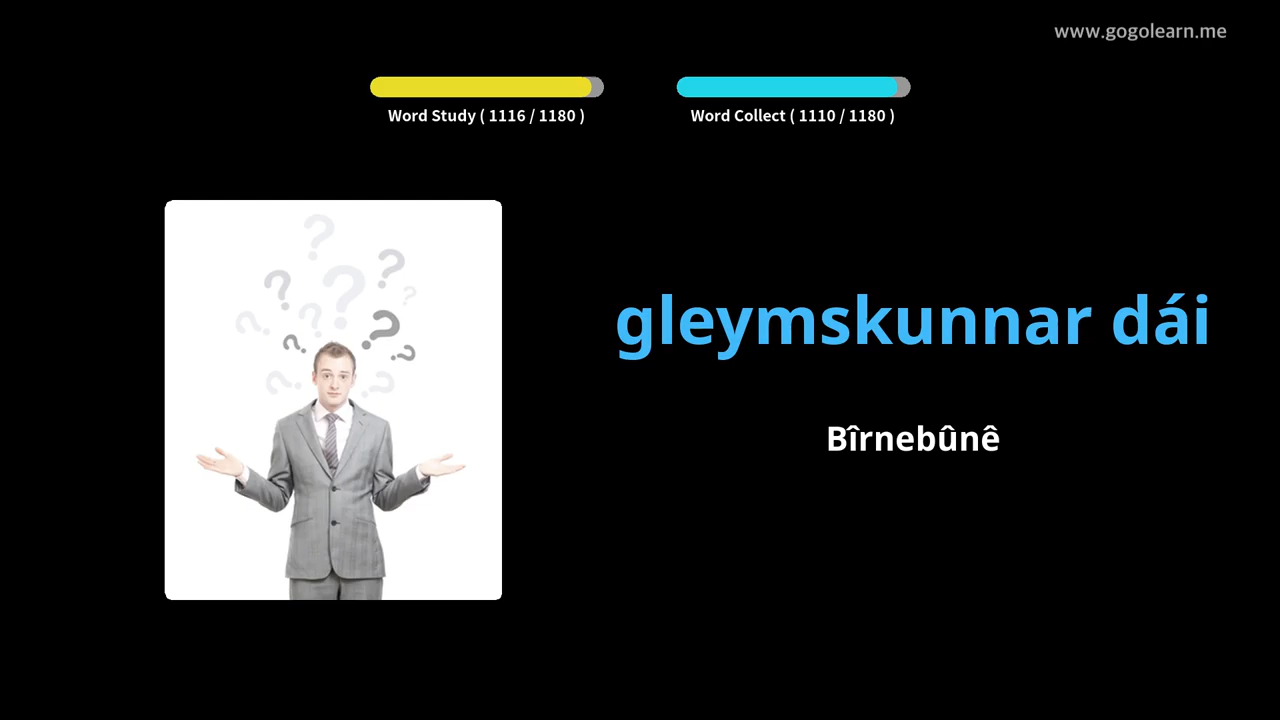 www.gogolearn.me
Word Study ( 1116 / 1180 )
Word Collect ( 1110 / 1180 )
gleymskunnar dái
Bîrnebûnê